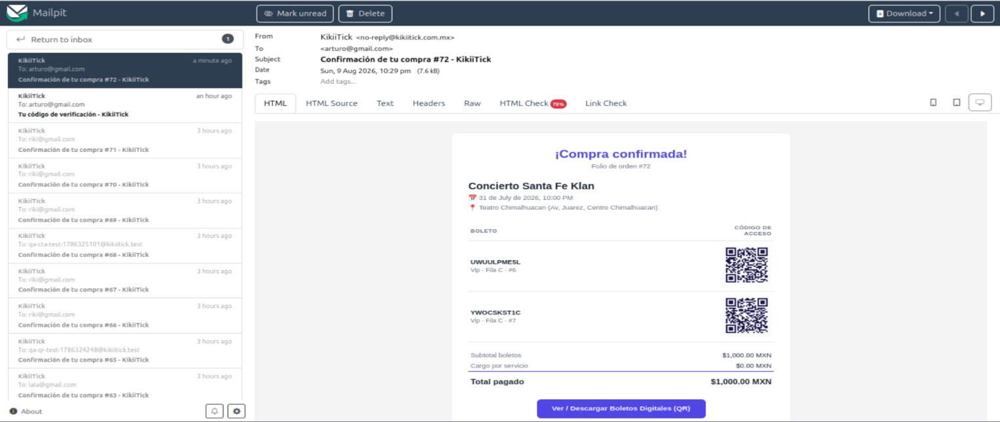 Mailpit
Mark unread
Delete
Download
Return to inbox
1
KikiiTick
a minute ago
To: arturo@gmail.com
Confirmación de tu compra #72 - KikiiTick
KikiiTick
an hour ago
To: arturo@gmail.com
Tu código de verificación - KikiiTick
KikiiTick
3 hours ago
To: riki@gmail.com
Confirmación de tu compra #71 - KikiiTick
KikiiTick
3 hours ago
To: riki@gmail.com
Confirmación de tu compra #70 - KikiiTick
KikiiTick
3 hours ago
To: riki@gmail.com
Confirmación de tu compra #69 - KikiiTick
KikiiTick
3 hours ago
To: qa-cta-test-1786325101@kikiitick.test
Confirmación de tu compra #68 - KikiiTick
KikiiTick
3 hours ago
To: riki@gmail.com
Confirmación de tu compra #67 - KikiiTick
KikiiTick
3 hours ago
To: riki@gmail.com
Confirmación de tu compra #66 - KikiiTick
KikiiTick
3 hours ago
To: qa-qr-test-1786324248@kikiitick.test
Confirmación de tu compra #65 - KikiiTick
KikiiTick
3 hours ago
To: lala@gmail.com
Confirmación de tu compra #63 - KikiiTick
About
From KikiiTick <no-reply@kikiitick.com.mx>
To <arturo@gmail.com>
Subject Confirmación de tu compra #72 - KikiiTick
Date Sun, 9 Aug 2026, 10:29 pm (7.6 kB)
Tags Add tags...
HTML HTML Source Text Headers Raw HTML Check 78% Link Check
¡Compra confirmada!
Folio de orden #72
Concierto Santa Fe Klan
31 de July de 2026, 10:00 PM
Teatro Chimalhuacan (Av, Juarez, Centro Chimalhuacan)
BOLETO
CÓDIGO DE
ACCESO
UWUULPME5L
Vip · Fila C · #6
YWOCSKST1C
Vip · Fila C · #7
Subtotal boletos $1,000.00 MXN
Cargo por servicio $0.00 MXN
Total pagado $1,000.00 MXN
Ver / Descargar Boletos Digitales (QR)